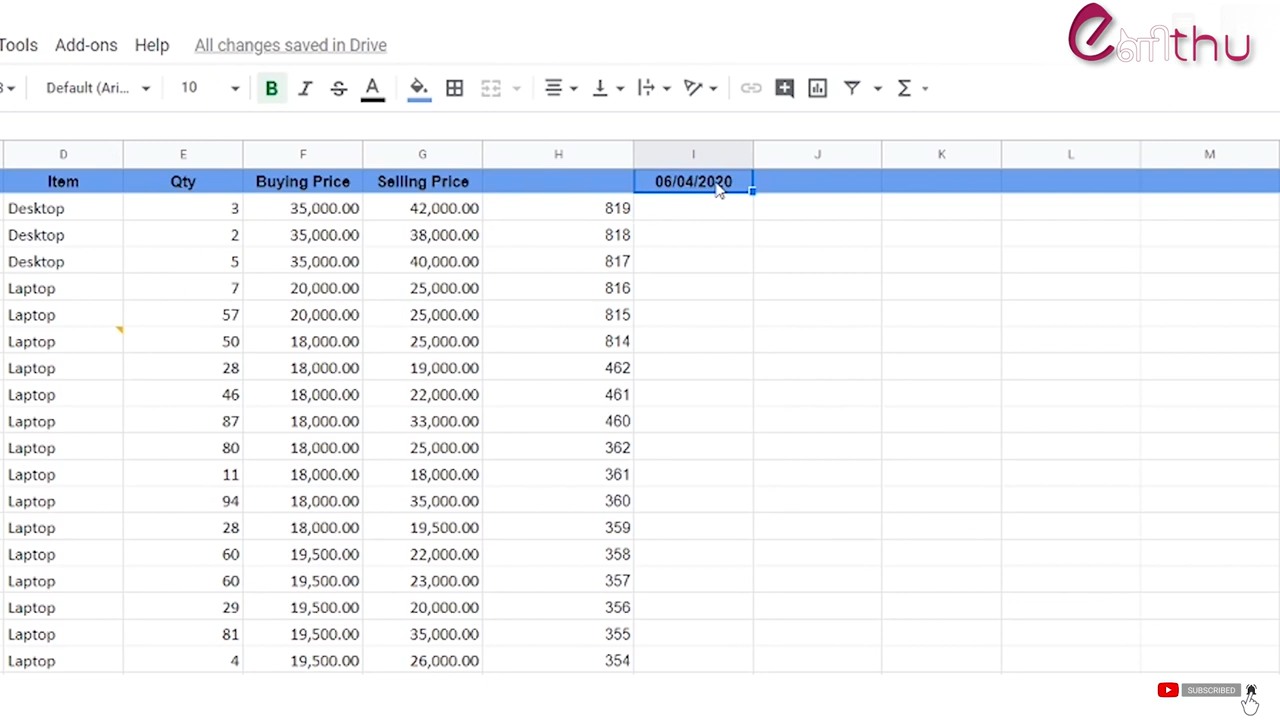 eளிthu
Tools Add-ons Help All changes saved in Drive
Default (Ari... 10 B I S A Σ
D E F G H I J K L M
Item Qty Buying Price Selling Price 06/04/2020
Desktop 3 35,000.00 42,000.00 819
Desktop 2 35,000.00 38,000.00 818
Desktop 5 35,000.00 40,000.00 817
Laptop 7 20,000.00 25,000.00 816
Laptop 57 20,000.00 25,000.00 815
Laptop 50 18,000.00 25,000.00 814
Laptop 28 18,000.00 19,000.00 462
Laptop 46 18,000.00 22,000.00 461
Laptop 87 18,000.00 33,000.00 460
Laptop 80 18,000.00 25,000.00 362
Laptop 11 18,000.00 18,000.00 361
Laptop 94 18,000.00 35,000.00 360
Laptop 28 18,000.00 19,500.00 359
Laptop 60 19,500.00 22,000.00 358
Laptop 60 19,500.00 23,000.00 357
Laptop 29 19,500.00 20,000.00 356
Laptop 81 19,500.00 35,000.00 355
Laptop 4 19,500.00 26,000.00 354
SUBSCRIBED